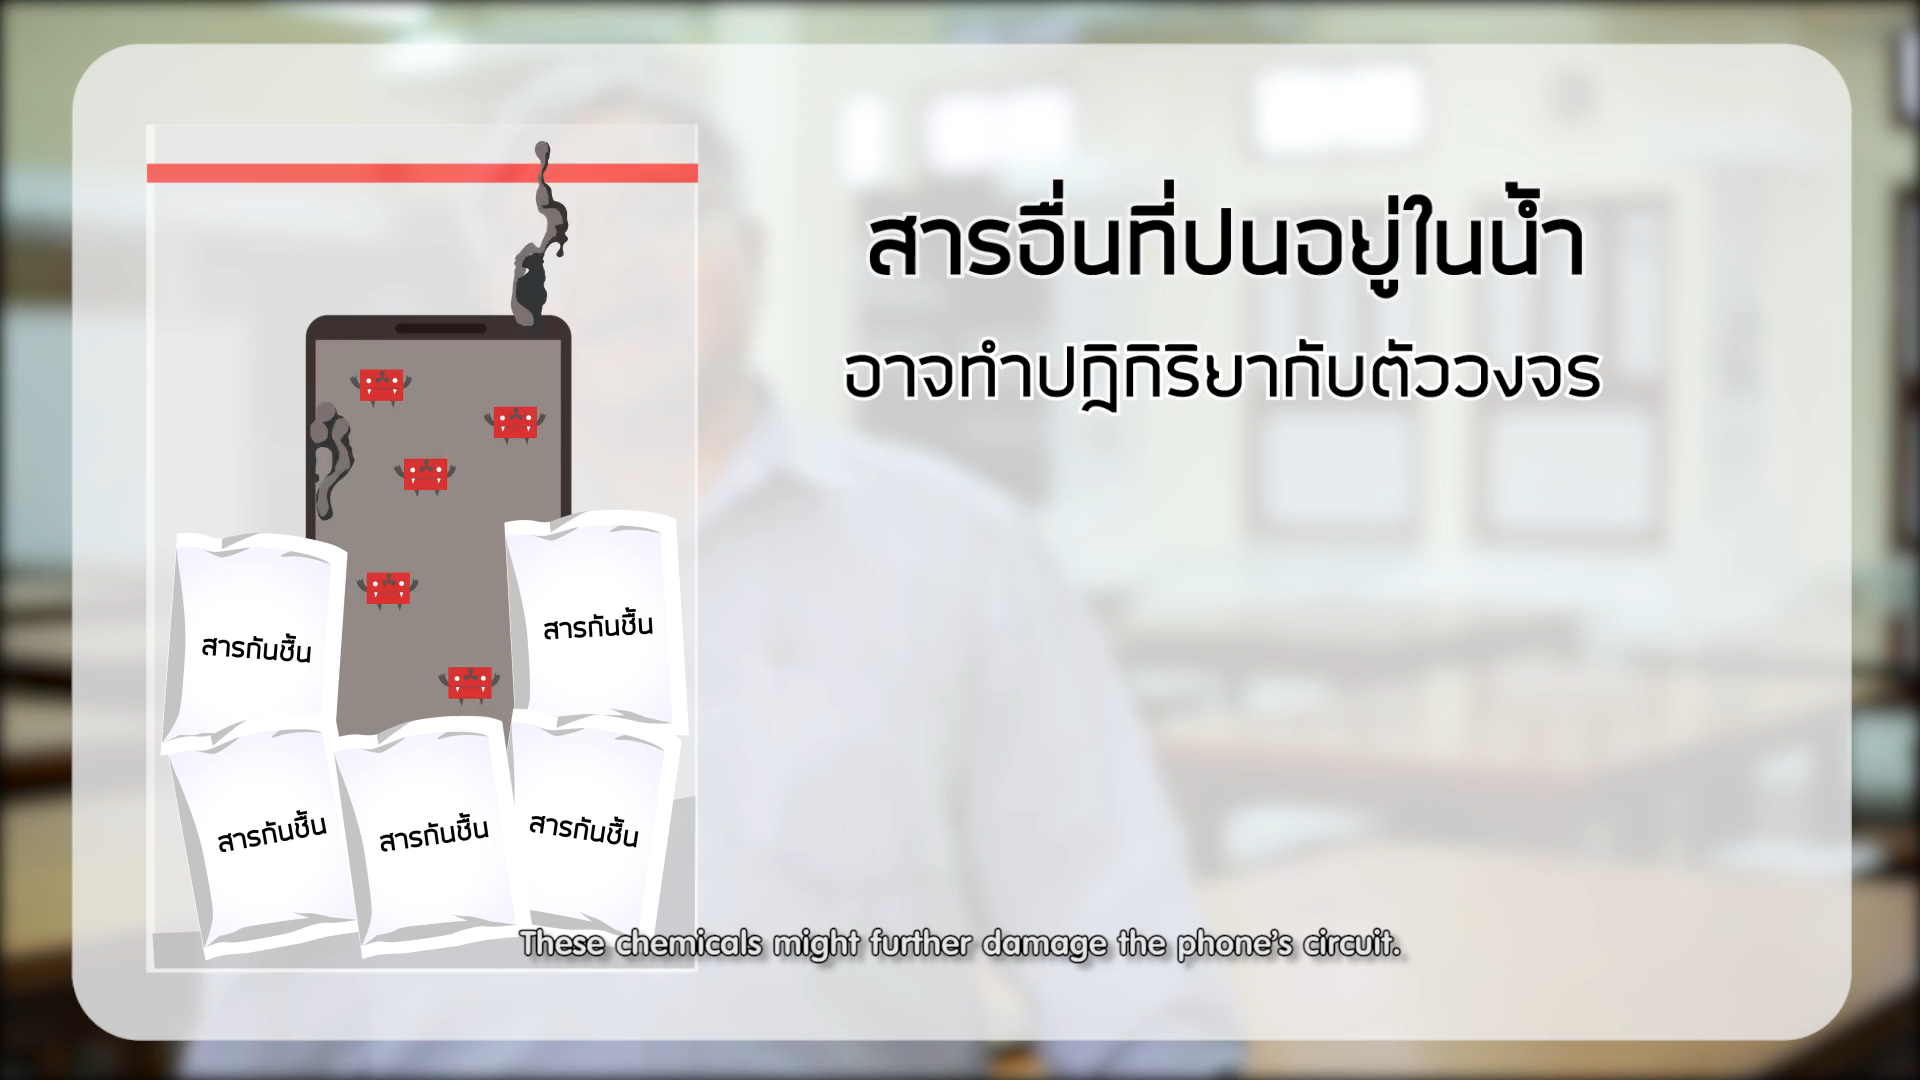 สารอื่นที่ปนอยู่ในน้ำ
อาจทำปฏิกิริยากับตัววงจร
สารกันชื้น
สารกันชื้น
สารกันชื้น
สารกันชื้น
สารกันชื้น
These chemicals might further damage the phone's circuit.